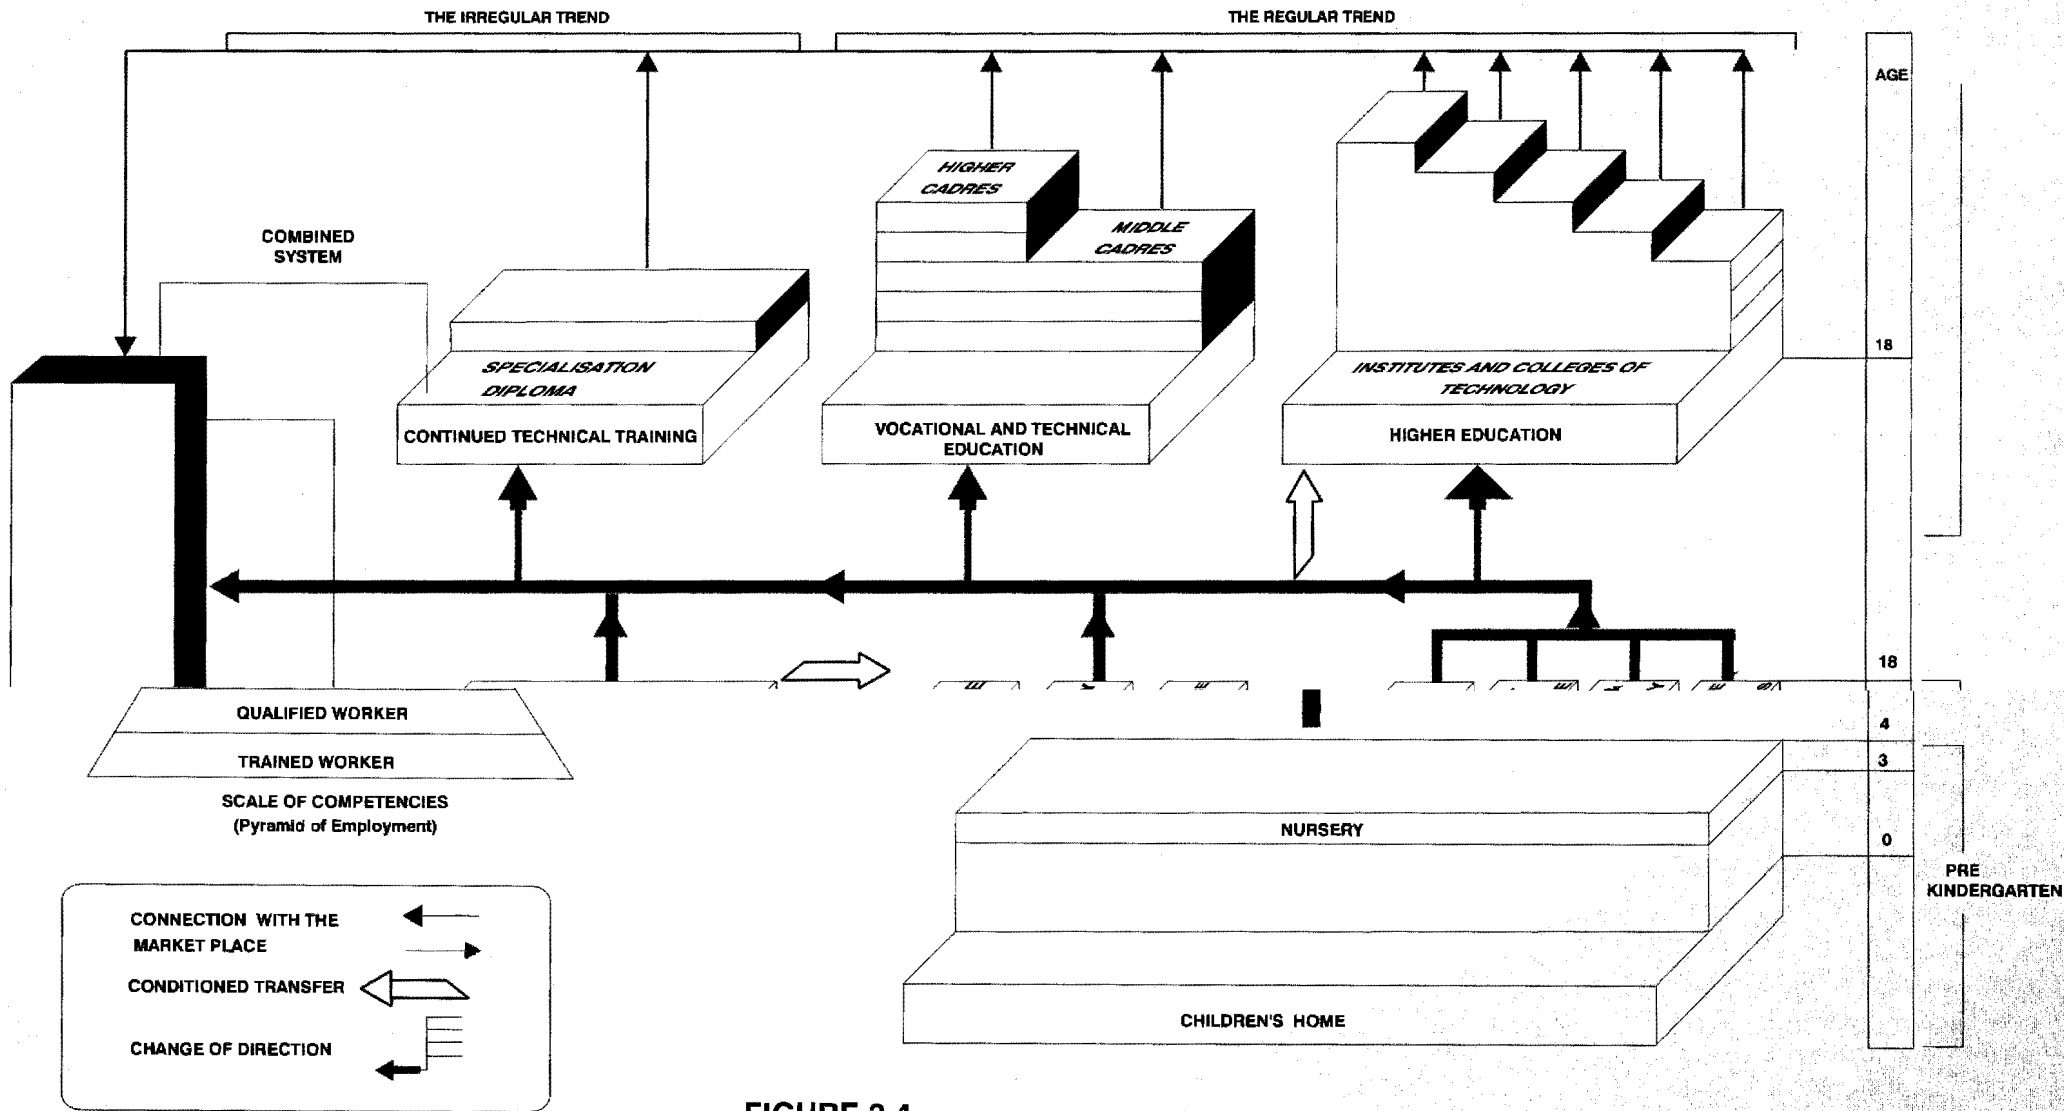 THE IRREGULAR TREND
THE REGULAR TREND
AGE
HIGHER
CADRES
MIDDLE
CADRES
COMBINED
SYSTEM
18
SPECIALISATION
DIPLOMA
INSTITUTES AND COLLEGES OF
TECHNOLOGY
CONTINUED TECHNICAL TRAINING
VOCATIONAL AND TECHNICAL
EDUCATION
HIGHER EDUCATION
18
QUALIFIED WORKER
TRAINED WORKER
4
3
0
SCALE OF COMPETENCIES
(Pyramid of Employment)
NURSERY
PRE
KINDERGARTEN
CHILDREN'S HOME
CONNECTION WITH THE
MARKET PLACE
CONDITIONED TRANSFER
CHANGE OF DIRECTION